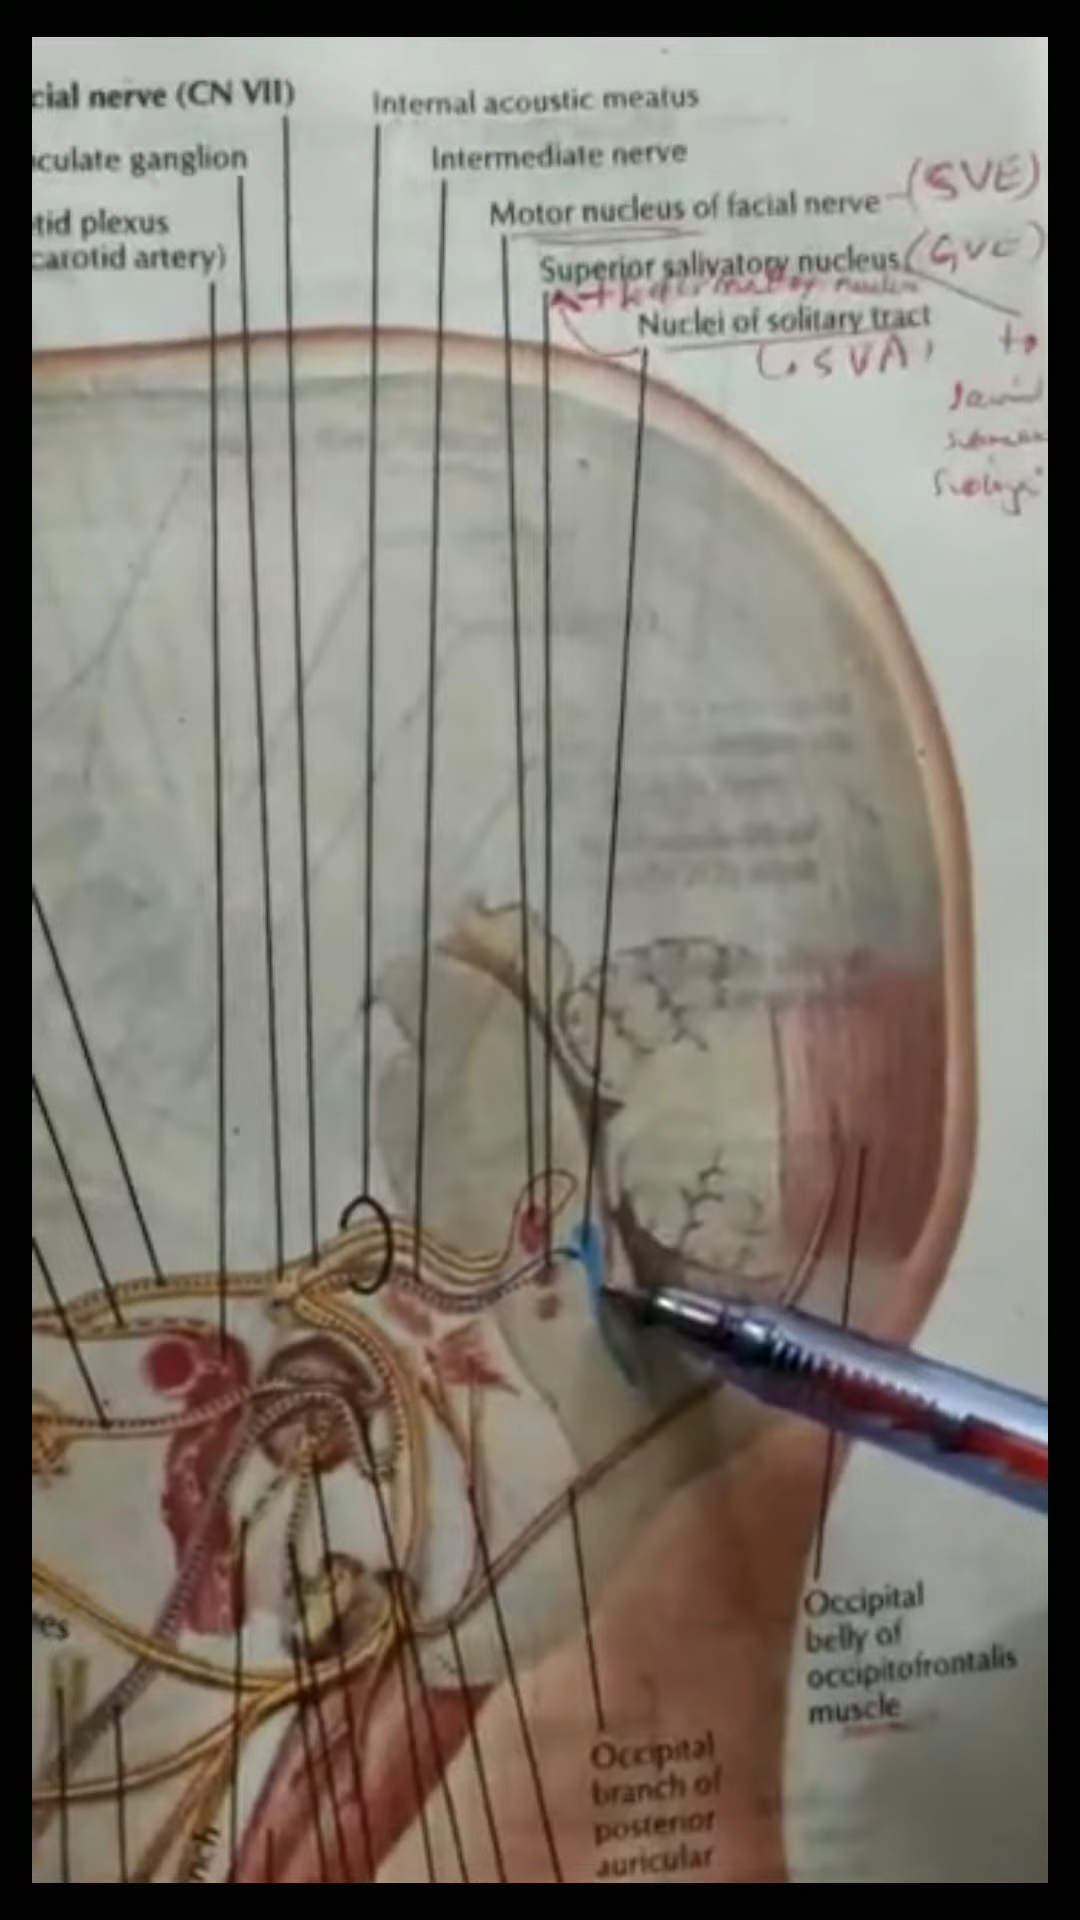 cial nerve (CN VII)
Internal acoustic meatus
culate ganglion
Intermediate nerve
tid plexus
Motor nucleus of facial nerve (SVE)
carotid artery)
Superior salivatory nucleus (GVE)
+ nucleus
Nuclei of solitary tract
SVA
to
es
Occipital
belly of
occipitofrontalis
muscle
Occipital
branch of
posterior
auricular
nch